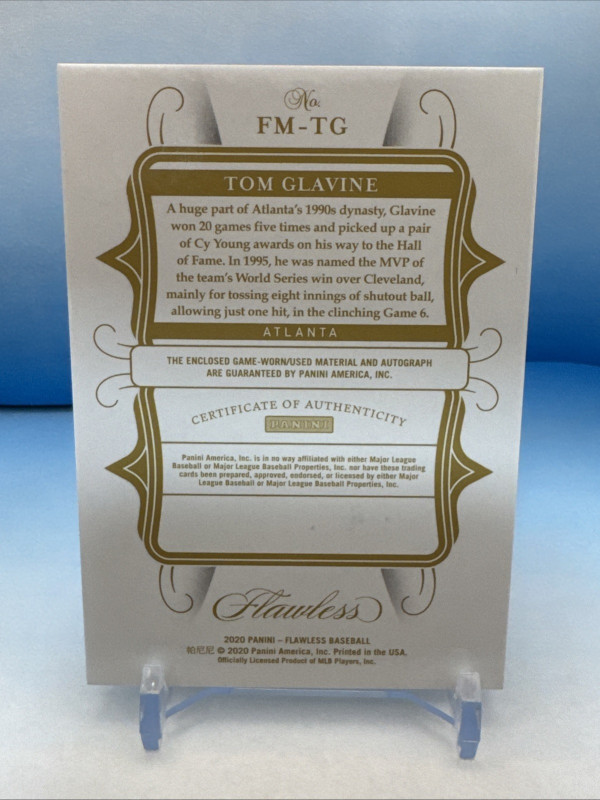 No.
FM-TG
TOM GLAVINE
A huge part of Atlanta's 1990s dynasty, Glavine
won 20 games five times and picked up a pair
of Cy Young awards on his way to the Hall
of Fame. In 1995, he was named the MVP of
the team's World Series win over Cleveland,
mainly for tossing eight innings of shutout ball,
allowing just one hit, in the clinching Game 6.
ATLANTA
THE ENCLOSED GAME-WORN/USED MATERIAL AND AUTOGRAPH
ARE GUARANTEED BY PANINI AMERICA, INC.
CERTIFICATE OF AUTHENTICITY
PANINI
Panini America, Inc. is in no way affiliated with either Major League
Baseball or Major League Baseball Properties, Inc. nor have these trading
cards been prepared, approved, endorsed, or licensed by either Major
League Baseball or Major League Baseball Properties, Inc.
Flawless
2020 PANINI – FLAWLESS BASEBALL
帕尼尼 © 2020 Panini America, Inc. Printed in the USA.
Officially Licensed Product of MLB Players, Inc.